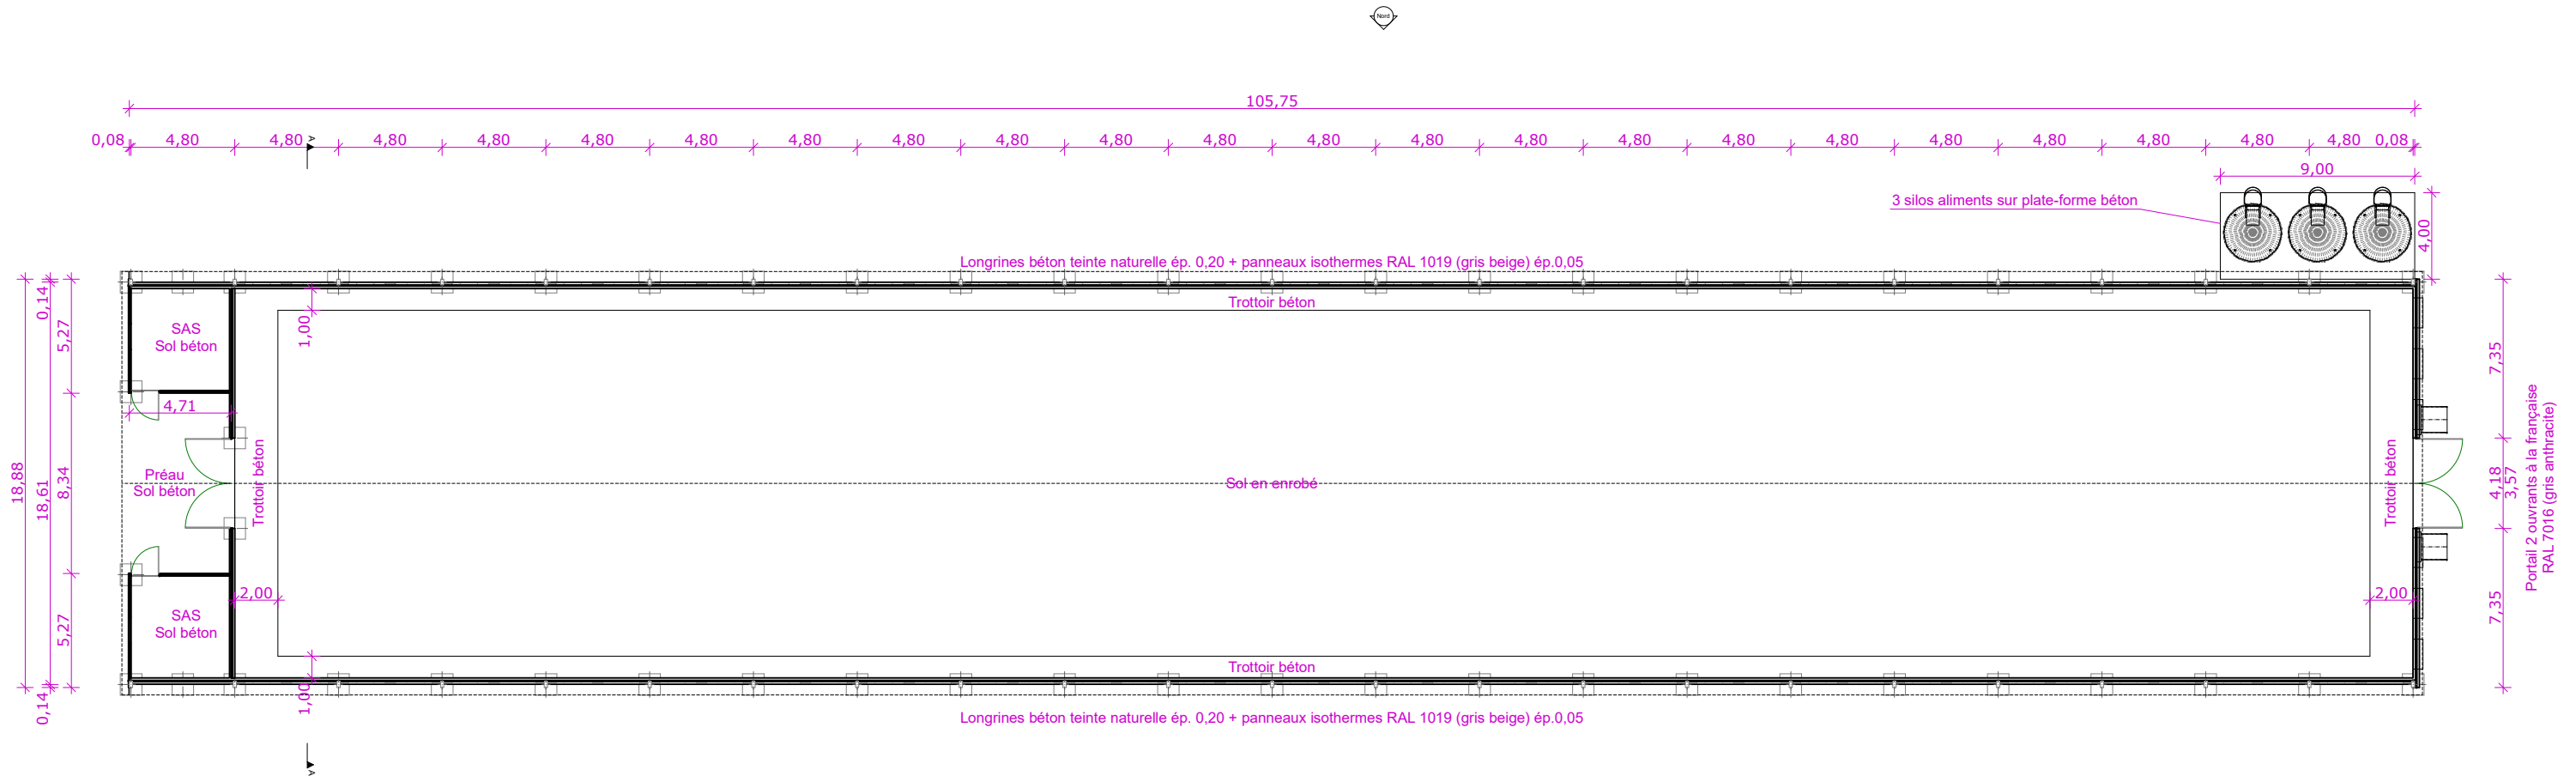 Nord
105,75
0,08 4,80 4,80 4,80 4,80 4,80 4,80 4,80 4,80 4,80 4,80 4,80 4,80 4,80 4,80 4,80 4,80 4,80 4,80 4,80 4,80 4,80 4,80 0,08
A
9,00
3 silos aliments sur plate-forme béton
4,00
Longrines béton teinte naturelle ép. 0,20 + panneaux isothermes RAL 1019 (gris beige) ép.0,05
Trottoir béton
0,14
5,27
1,00
SAS
Sol béton
7,35
4,71
18,88
18,61
8,34
Préau
Sol béton
Trottoir béton
Sol en enrobé
Trottoir béton
4,18
3,57
Portail 2 ouvrants à la française
RAL 7016 (gris anthracite)
2,00
2,00
5,27
SAS
Sol béton
7,35
Trottoir béton
0,14
1,00
Longrines béton teinte naturelle ép. 0,20 + panneaux isothermes RAL 1019 (gris beige) ép.0,05
A